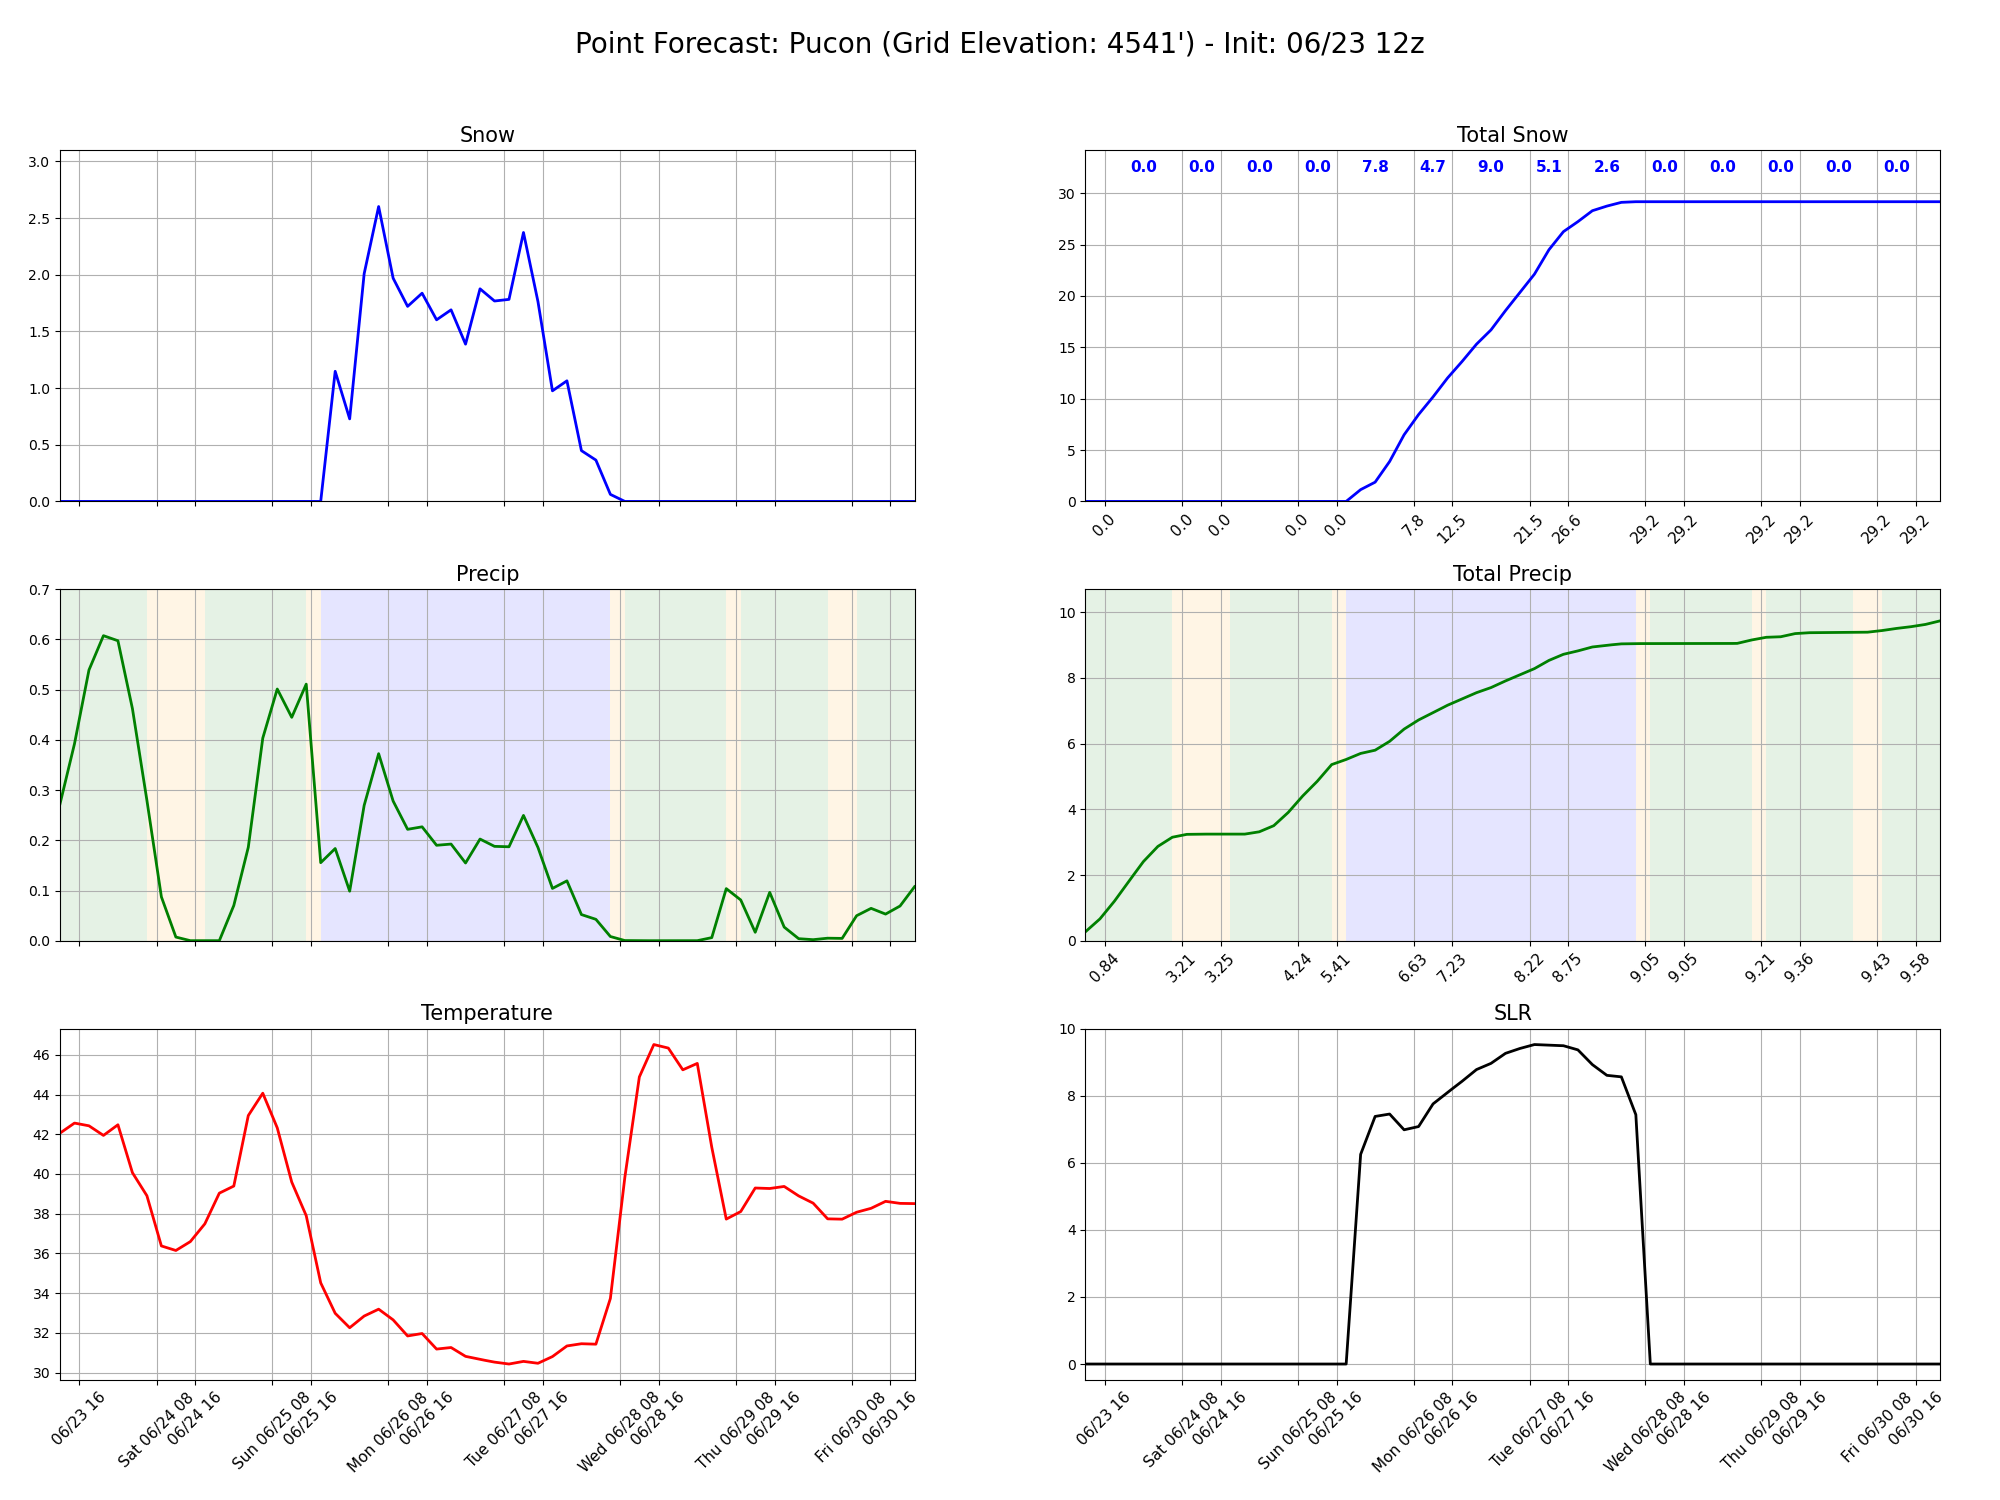 Point Forecast: Pucon (Grid Elevation: 4541') - Init: 06/23 12z
Snow
3.0
2.5
2.0
1.5
1.0
0.5
0.0
Total Snow
0.0 0.0 0.0 0.0 7.8 4.7 9.0 5.1 2.6 0.0 0.0 0.0 0.0 0.0
30
25
20
15
10
5
0
0.0 0.0 0.0 0.0 0.0 7.8 12.5 21.5 26.6 29.2 29.2 29.2 29.2 29.2 29.2
Precip
0.7
0.6
0.5
0.4
0.3
0.2
0.1
0.0
Total Precip
10
8
6
4
2
0
0.84 3.21 3.25 4.24 5.41 6.63 7.23 8.22 8.75 9.05 9.05 9.21 9.36 9.43 9.58
Temperature
46
44
42
40
38
36
34
32
30
06/23 16
Sat 06/24 08
06/24 16
Sun 06/25 08
06/25 16
Mon 06/26 08
06/26 16
Tue 06/27 08
06/27 16
Wed 06/28 08
06/28 16
Thu 06/29 08
06/29 16
Fri 06/30 08
06/30 16
SLR
10
8
6
4
2
0
06/23 16
Sat 06/24 08
06/24 16
Sun 06/25 08
06/25 16
Mon 06/26 08
06/26 16
Tue 06/27 08
06/27 16
Wed 06/28 08
06/28 16
Thu 06/29 08
06/29 16
Fri 06/30 08
06/30 16